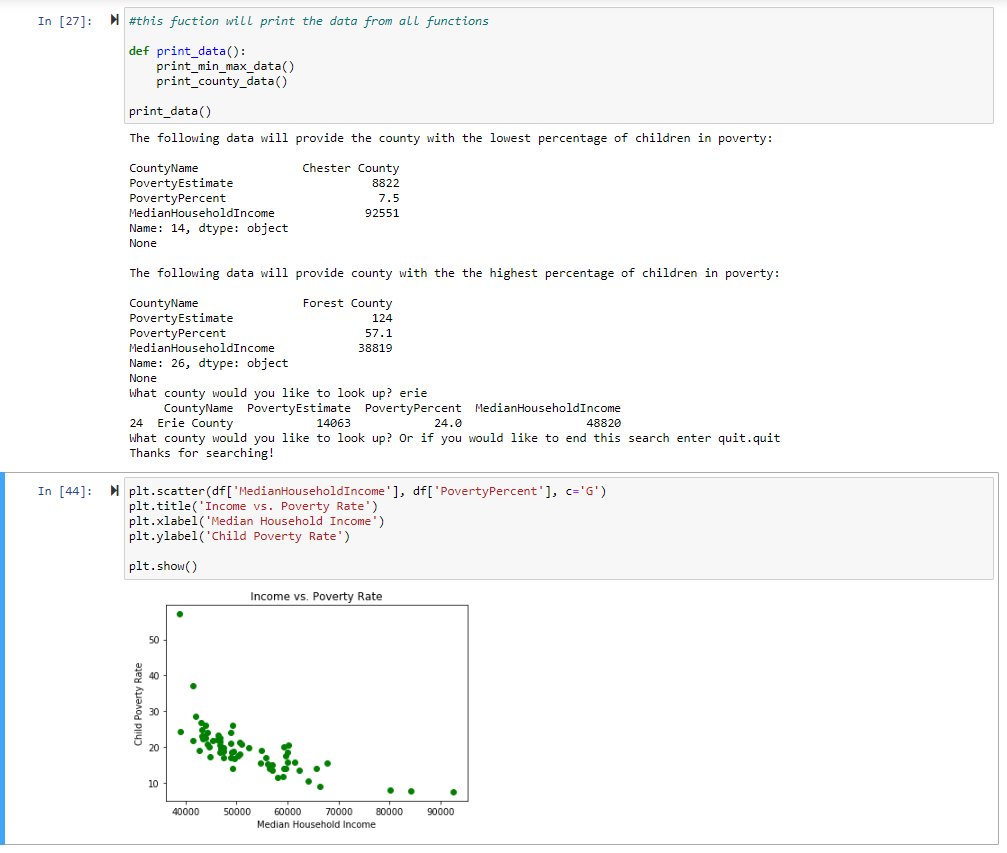 In [27]:
#this fuction will print the data from all functions
def print_data():
print_min_max_data()
print_county_data()
print_data()
The following data will provide the county with the lowest percentage of children in poverty:
CountyName Chester County
PovertyEstimate 8822
PovertyPercent 7.5
MedianHouseholdIncome 92551
Name: 14, dtype: object
None
The following data will provide county with the the highest percentage of children in poverty:
CountyName Forest County
PovertyEstimate 124
PovertyPercent 57.1
MedianHouseholdIncome 38819
Name: 26, dtype: object
None
What county would you like to look up? erie
CountyName PovertyEstimate PovertyPercent MedianHouseholdIncome
24 Erie County 14063 24.0 48820
What county would you like to look up? Or if you would like to end this search enter quit.quit
Thanks for searching!
In [44]:
plt.scatter(df['MedianHouseholdIncome'], df['PovertyPercent'], c='G')
plt.title('Income vs. Poverty Rate')
plt.xlabel('Median Household Income')
plt.ylabel('Child Poverty Rate')
plt.show()
Income vs. Poverty Rate
Child Poverty Rate
50
40
30
20
10
40000 50000 60000 70000 80000 90000
Median Household Income